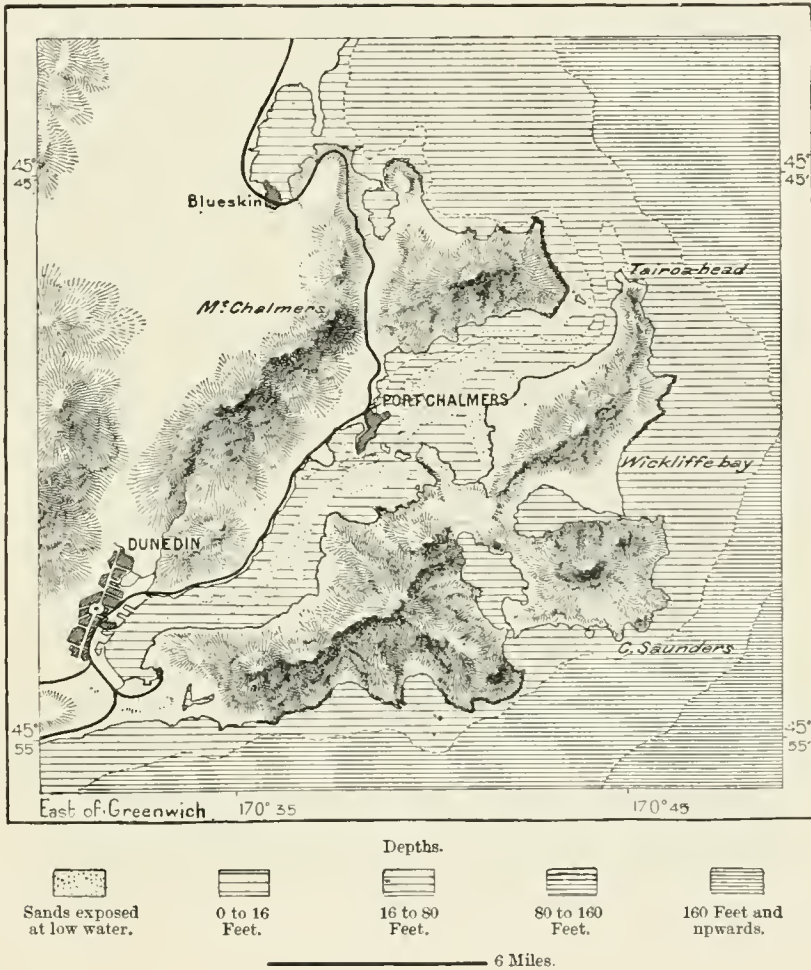 45°
45'
45°
45'
Blueskin
Tairoa-head
Mt Chalmers
PORT CHALMERS
Wickliffe bay
DUNEDIN
C. Saunders
45°
55'
45°
55'
East of Greenwich
170° 35
170° 45
Depths.
Sands exposed
at low water.
0 to 16
Feet.
16 to 80
Feet.
80 to 160
Feet.
160 Feet and
npwards.
6 Miles.